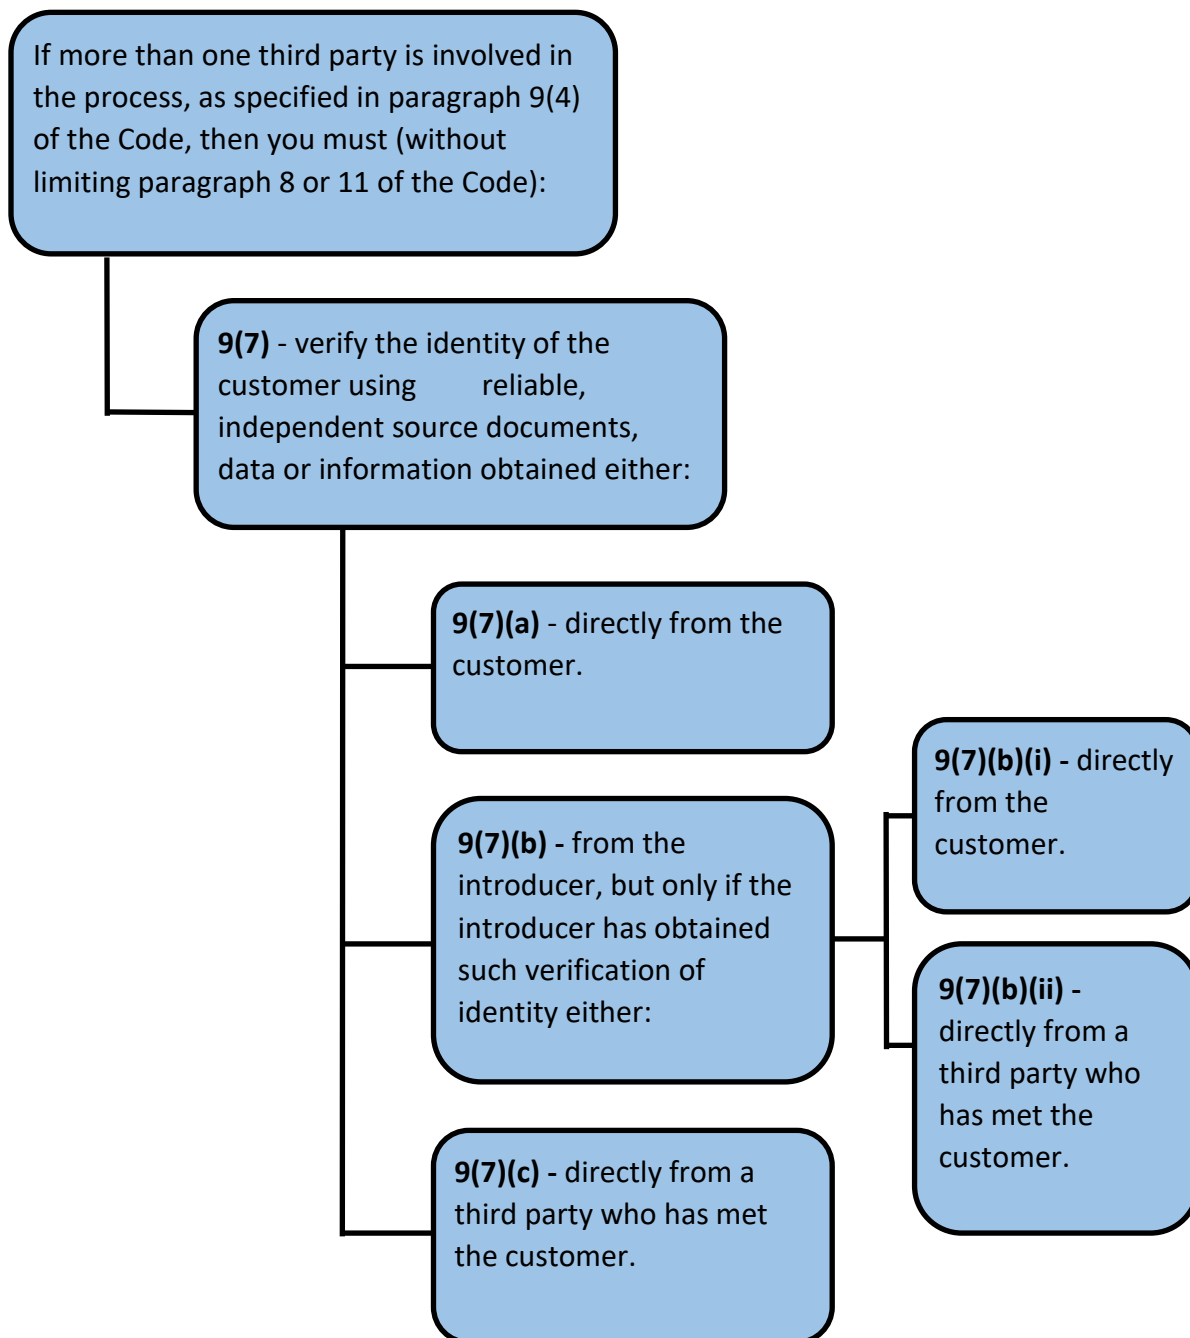 If more than one third party is involved in
the process, as specified in paragraph 9(4)
of the Code, then you must (without
limiting paragraph 8 or 11 of the Code):
9(7) - verify the identity of the
customer using reliable,
independent source documents,
data or information obtained either:
9(7)(a) - directly from the
customer.
9(7)(b) - from the
introducer, but only if the
introducer has obtained
such verification of
identity either:
9(7)(b)(i) - directly
from the
customer.
9(7)(b)(ii) -
directly from a
third party who
has met the
customer.
9(7)(c) - directly from a
third party who has met
the customer.